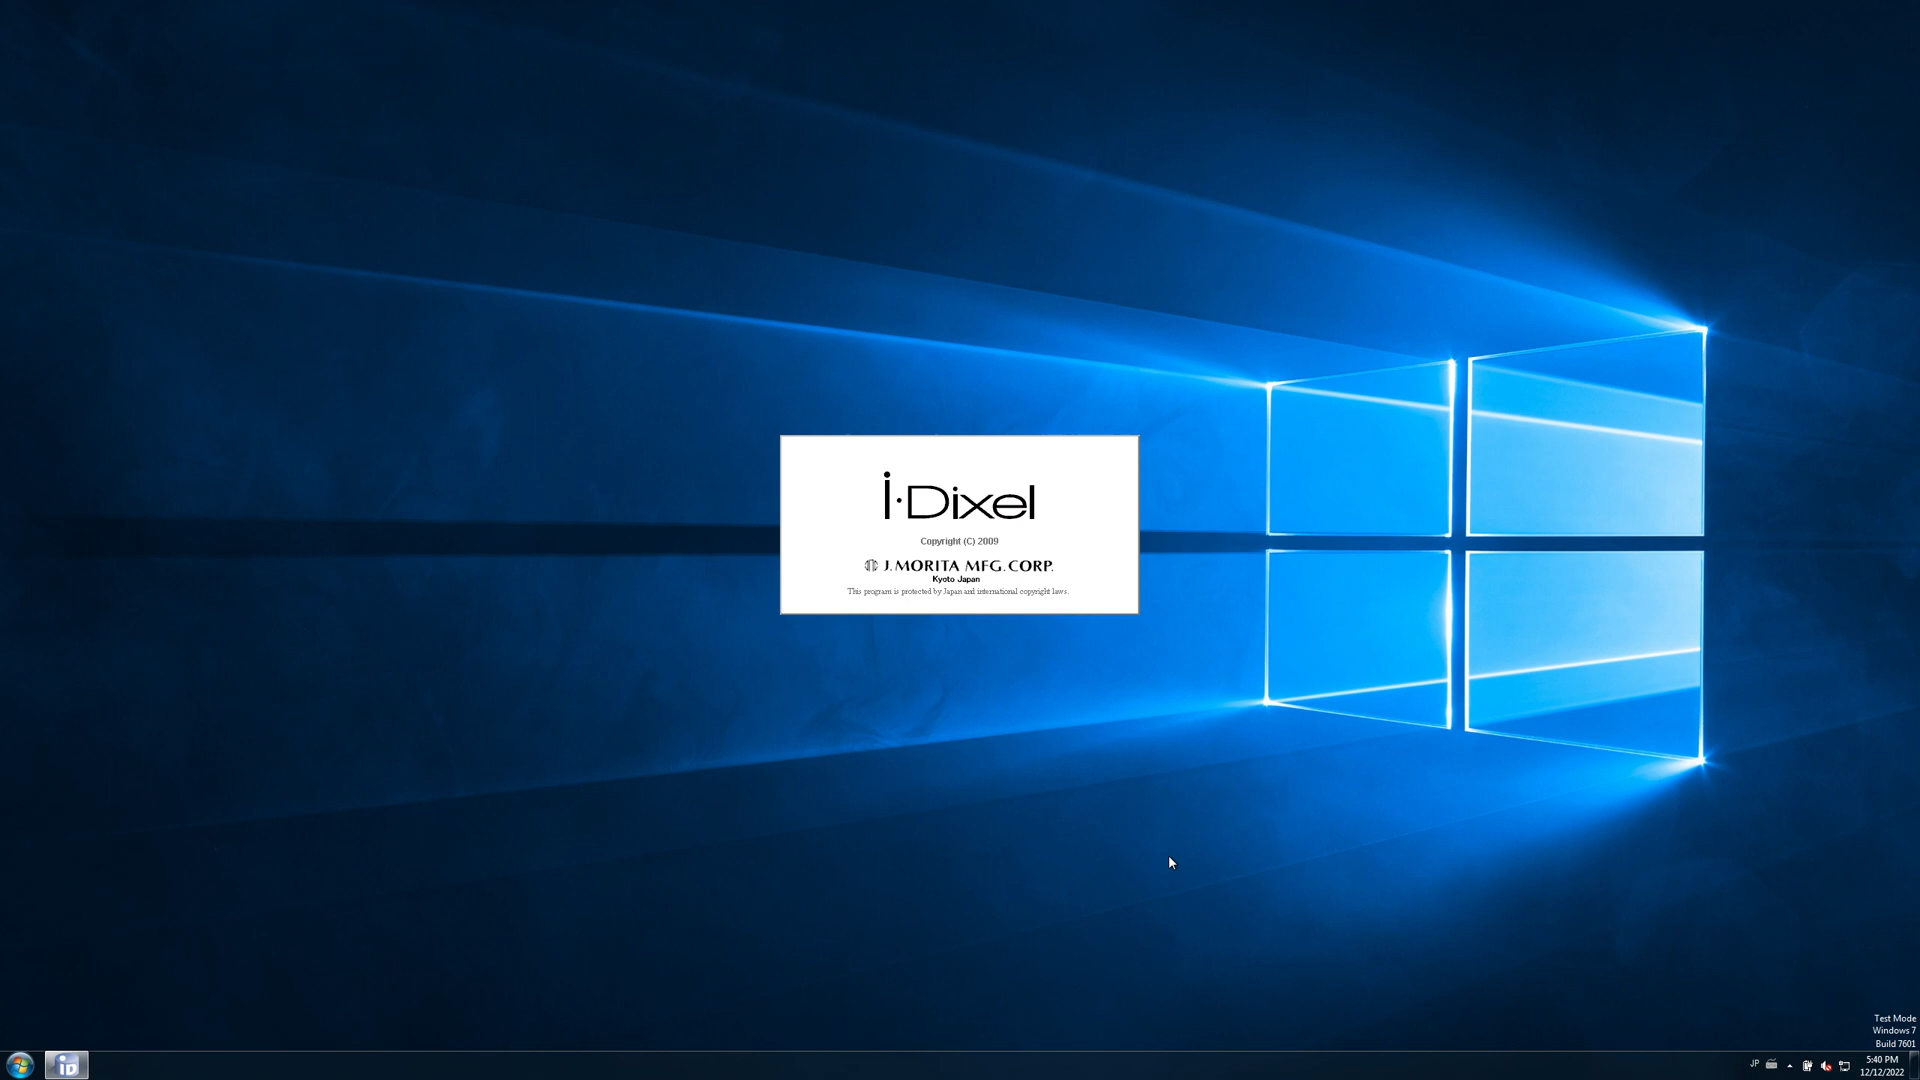 i·Dixel
Copyright (C) 2009
J. MORITA MFG. CORP.
Kyoto Japan
This program is protected by Japan and international copyright laws.
Test Mode
Windows 7
Build 7601
iD
JP
5:40 PM
12/12/2022